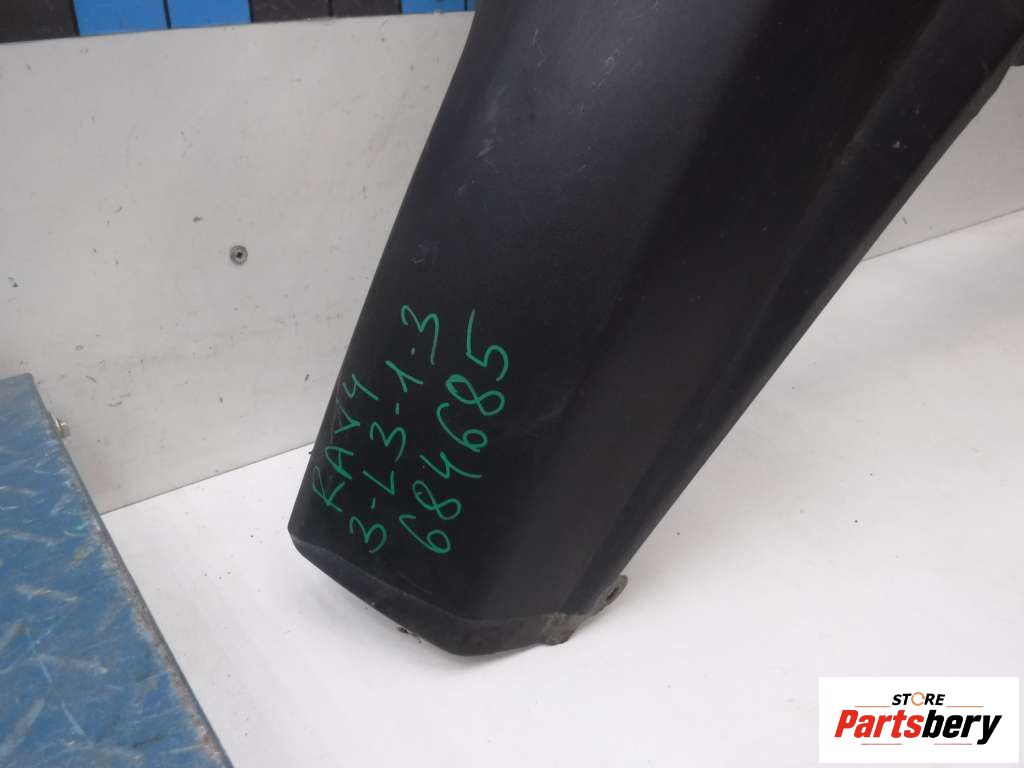 RAV4
3-L3-1-3
684685
STORE
Partsbery